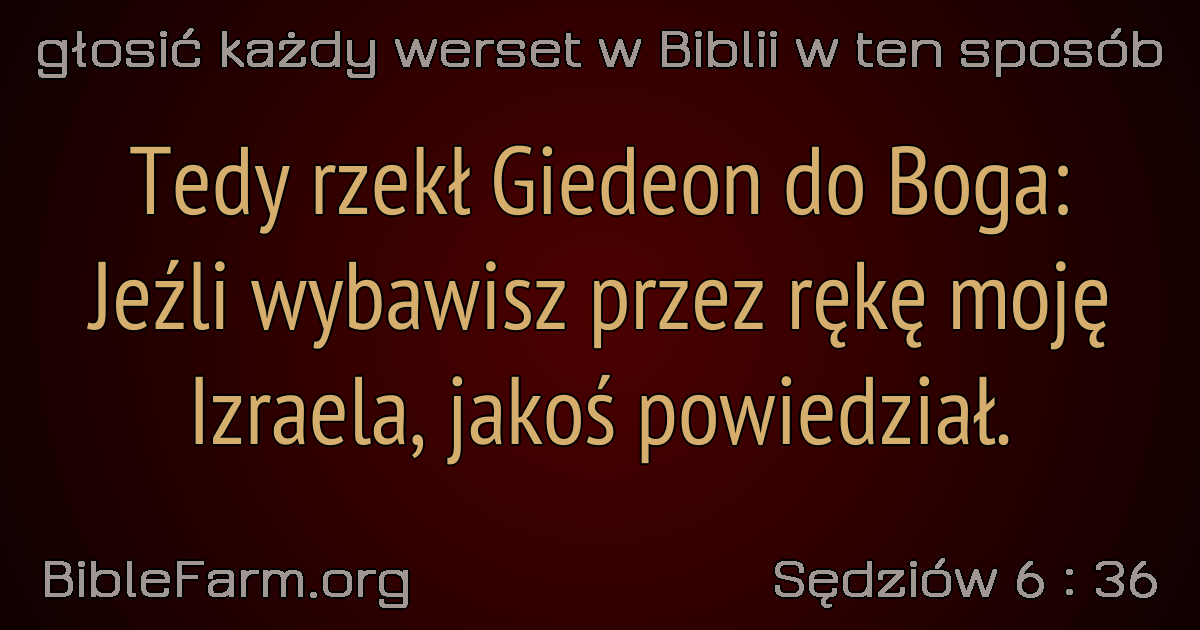 głosić każdy werset w Biblii w ten sposób
Tedy rzekł Giedeon do Boga:
Jeźli wybawisz przez rękę moję
Izraela, jakoś powiedział.
BibleFarm.org
Sędziów 6 : 36